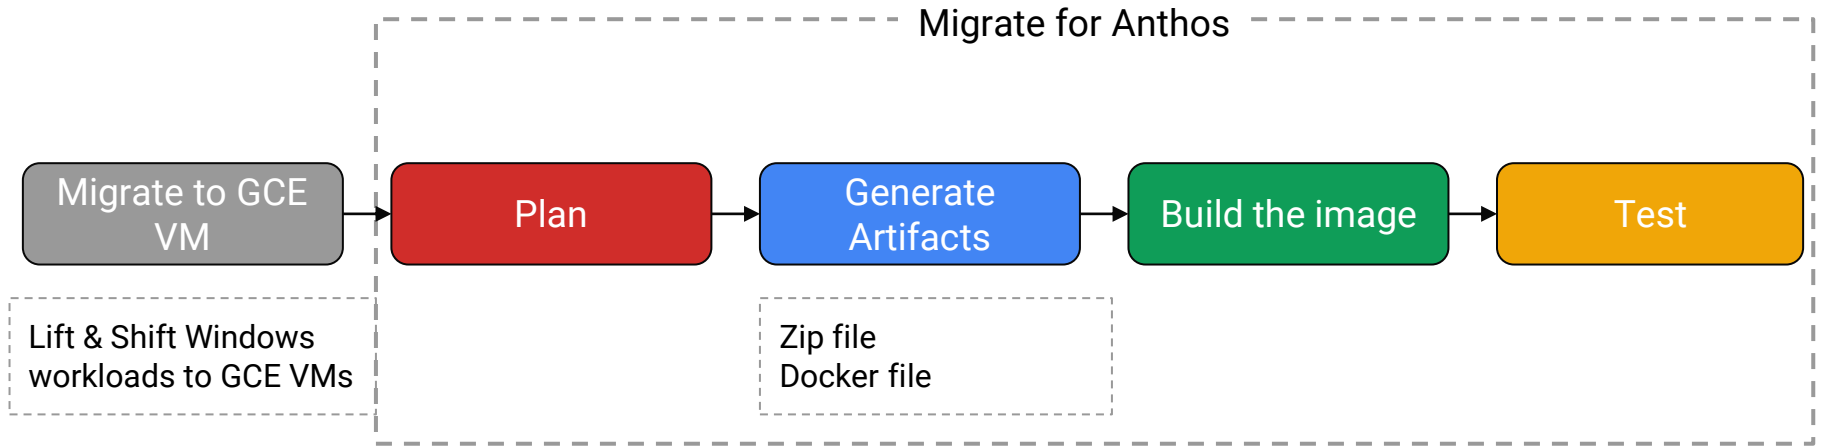 Migrate for Anthos
Migrate to GCE
VM
Plan
Generate
Artifacts
Build the image
Test
Lift & Shift Windows
workloads to GCE VMs
Zip file
Docker file